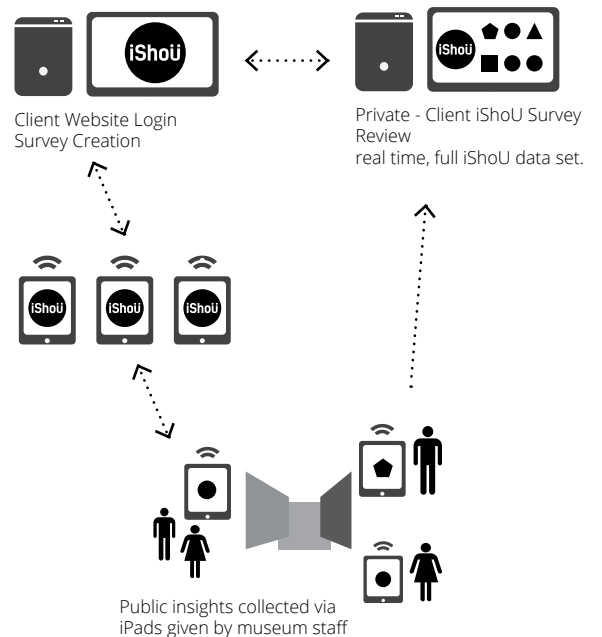 iShoU
Client Website Login
Survey Creation
iShoU
Private - Client iShoU Survey
Review
real time, full iShoU data set.
iShoU
iShoU
iShoU
Public insights collected via
iPads given by museum staff